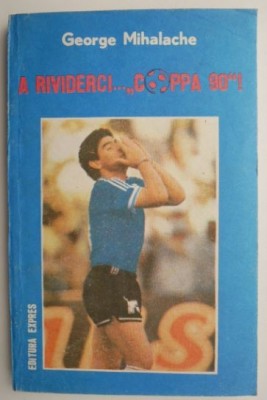 George Mihalache
A RIVIDERCI...„COPPA 90"!
EDITURA EXPRES